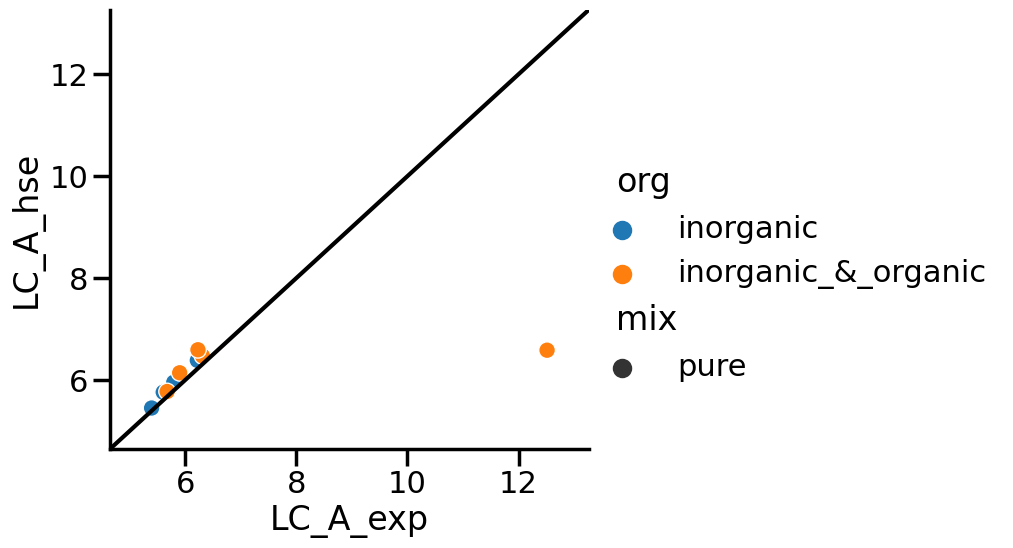 12
10
8
6
LC_A_hse
6 8 10 12
LC_A_exp
org
inorganic
inorganic_&_organic
mix
pure